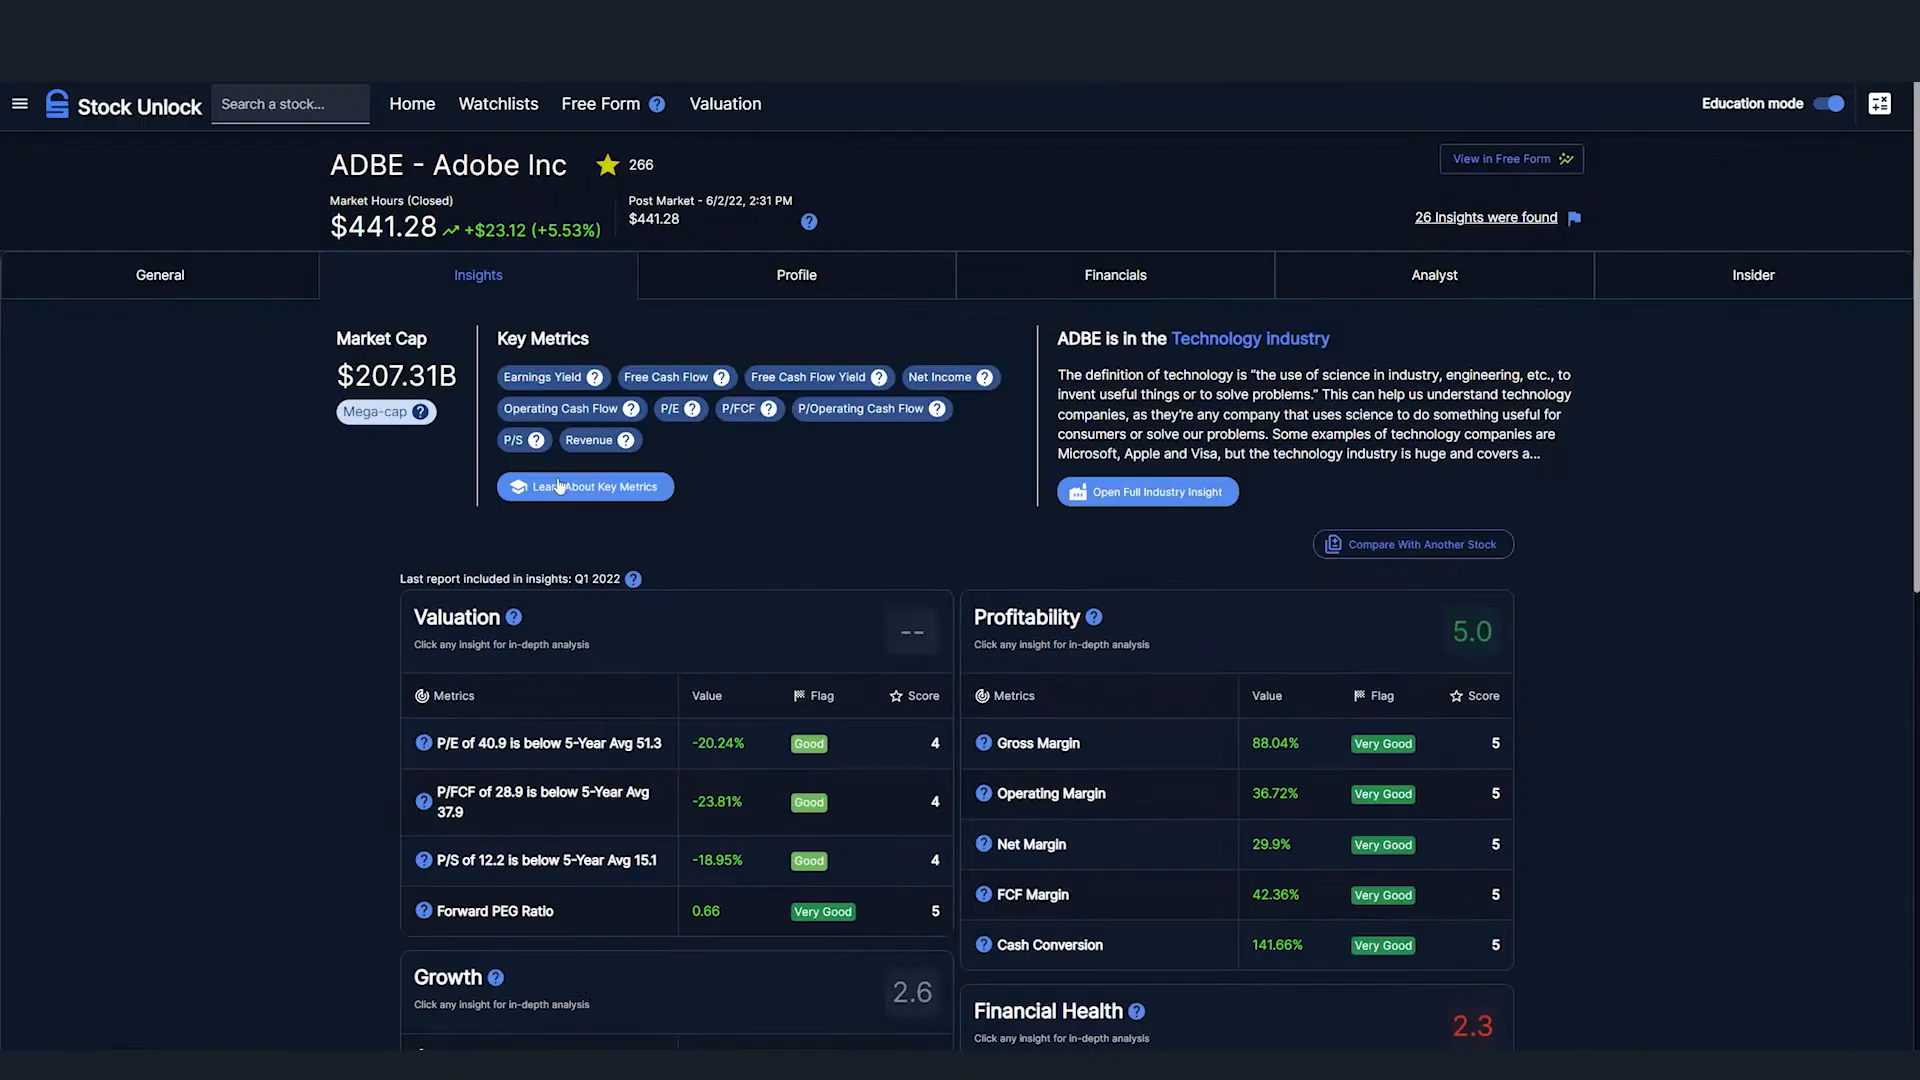 Stock Unlock
Search a stock...
Home
Watchlists
Free Form ?
Valuation
Education mode
ADBE - Adobe Inc
266
View in Free Form
Market Hours (Closed)
$441.28 +$23.12 (+5.53%)
Post Market - 6/2/22, 2:31 PM
$441.28
?
26 Insights were found
General
Insights
Profile
Financials
Analyst
Insider
Market Cap
$207.31B
Mega-cap ?
Key Metrics
Earnings Yield ? Free Cash Flow ? Free Cash Flow Yield ? Net Income ?
Operating Cash Flow ? P/E ? P/FCF ? P/Operating Cash Flow ?
P/S ? Revenue ?
Learn About Key Metrics
ADBE is in the Technology industry
The definition of technology is “the use of science in industry, engineering, etc., to
invent useful things or to solve problems.” This can help us understand technology
companies, as they’re any company that uses science to do something useful for
consumers or solve our problems. Some examples of technology companies are
Microsoft, Apple and Visa, but the technology industry is huge and covers a...
Open Full Industry Insight
Compare With Another Stock
Last report included in insights: Q1 2022 ?
Valuation ?
Click any insight for in-depth analysis
--
Metrics Value Flag Score
? P/E of 40.9 is below 5-Year Avg 51.3 -20.24% Good 4
? P/FCF of 28.9 is below 5-Year Avg
37.9 -23.81% Good 4
? P/S of 12.2 is below 5-Year Avg 15.1 -18.95% Good 4
? Forward PEG Ratio 0.66 Very Good 5
Profitability ?
Click any insight for in-depth analysis
5.0
Metrics Value Flag Score
? Gross Margin 88.04% Very Good 5
? Operating Margin 36.72% Very Good 5
? Net Margin 29.9% Very Good 5
? FCF Margin 42.36% Very Good 5
? Cash Conversion 141.66% Very Good 5
Growth ?
Click any insight for in-depth analysis
2.6
Financial Health ?
Click any insight for in-depth analysis
2.3